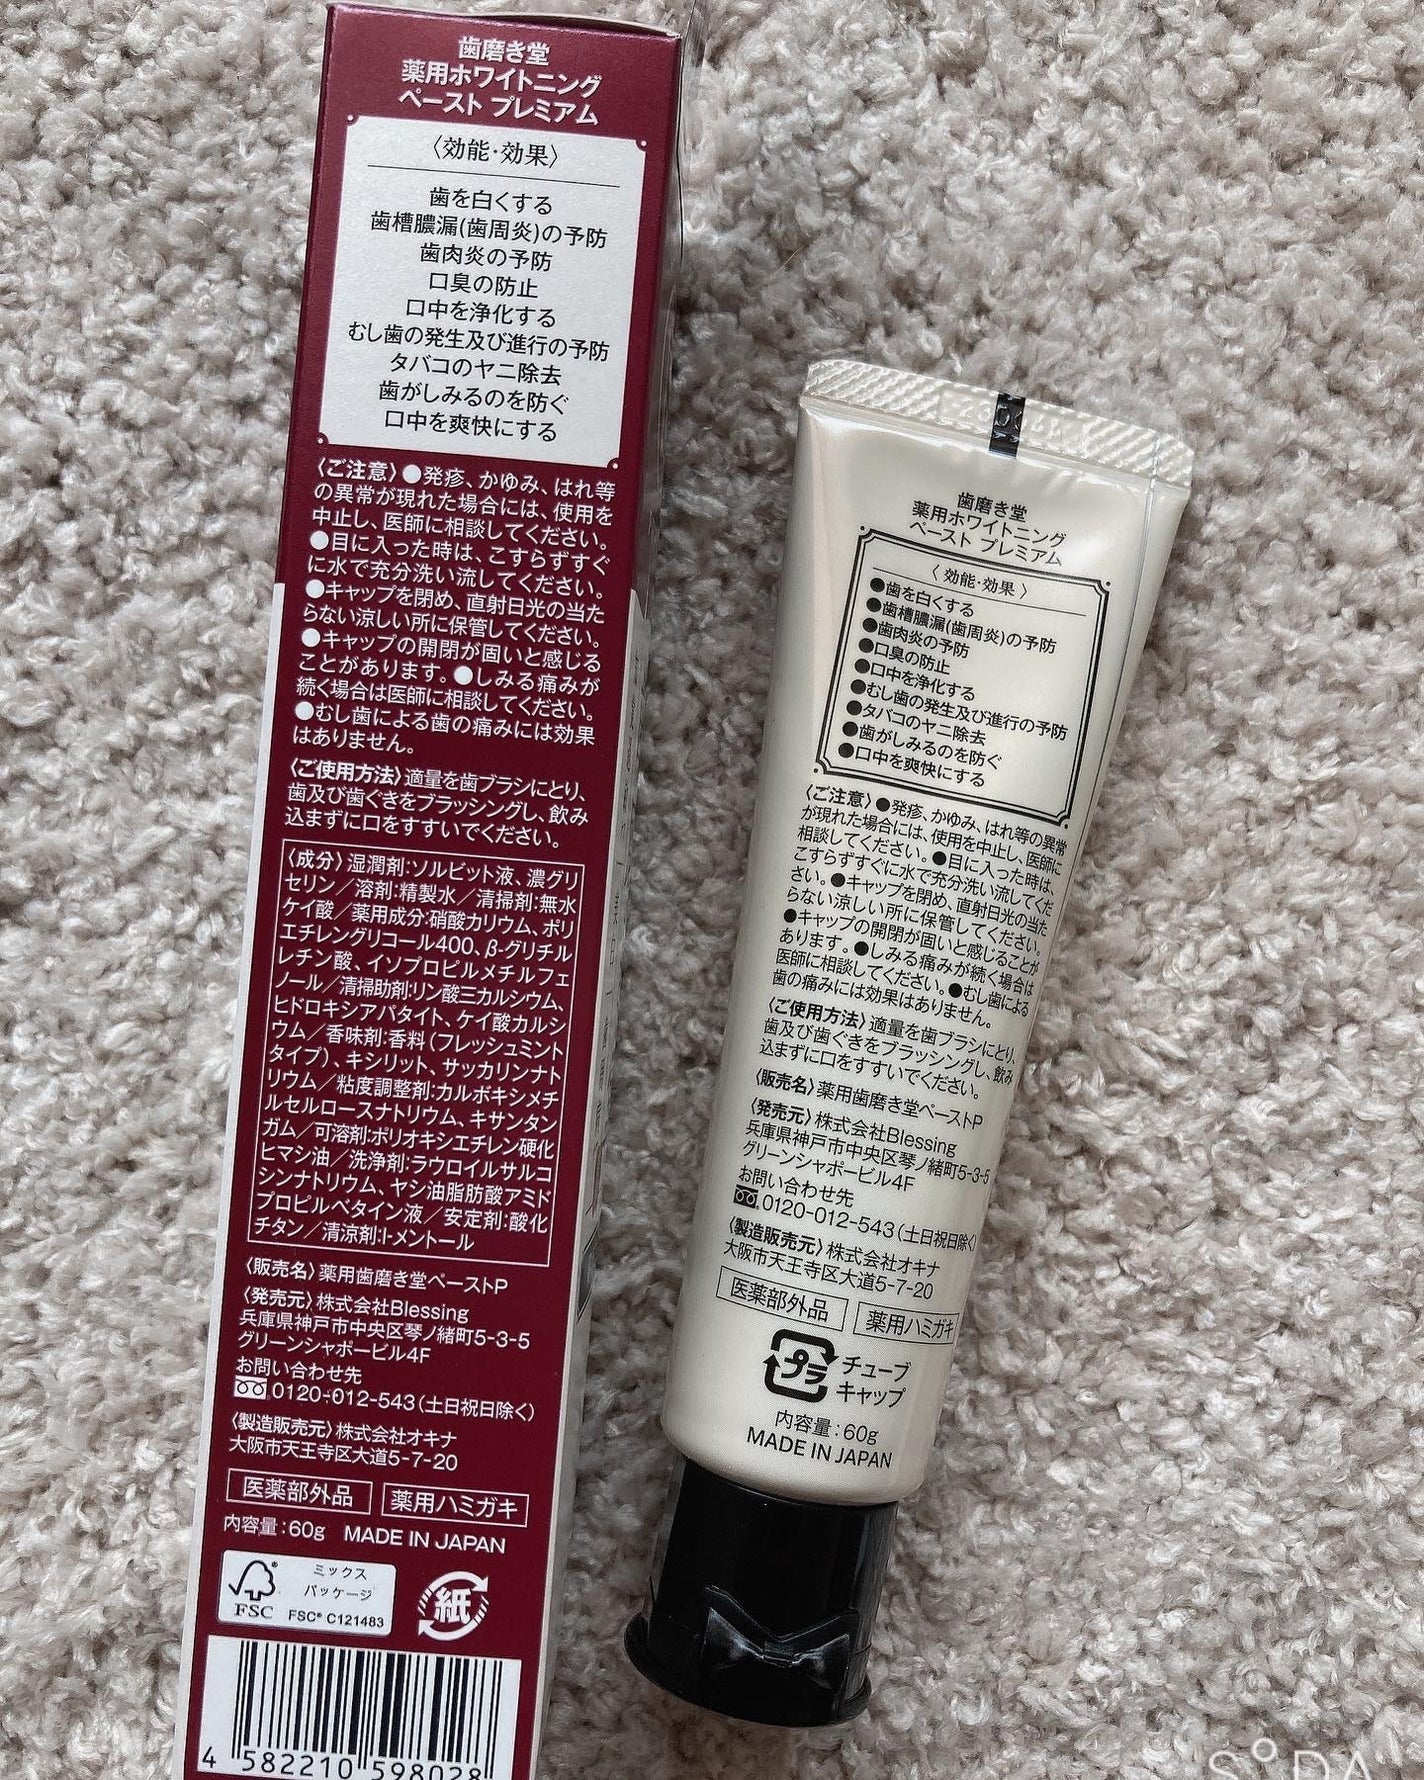 歯磨き堂
薬用ホワイトニング
ペースト プレミアム
〈効能·効果〉
歯を白くする
歯槽膿漏(歯周炎)の予防
歯肉炎の予防
口臭の防止
口中を浄化する
むし歯の発生及び進行の予防
タバコのヤニ除去
歯がしみるのを防ぐ
口中を爽快にする
〈ご注意〉●発疹、かゆみ、はれ等
の異常が現れた場合には、使用を
中止し、医師に相談してください。
●目に入った時は、こすらずすぐ
に水で充分洗い流してください。
●キャップを閉め、直射日光の当た
らない涼しい所に保管してください。
●キャップの開閉が固いと感じる
ことがあります。●しみる痛みが
続く場合は医師に相談してください。
●むし歯による歯の痛みには効果
はありません。
〈ご使用方法〉適量を歯ブラシにとり、
歯及び歯ぐきをブラッシングし、飲み
込まずに口をすすいでください。
〈成分〉湿潤剤:ソルビット液、濃グリ
セリン／溶剤:精製水／清掃剤:無水
ケイ酸／薬用成分:硝酸カリウム、ポリ
エチレングリコール400、β-グリチル
レチン酸、イソプロピルメチルフェ
ノール／清掃助剤:リン酸三カルシウム、
ヒドロキシアパタイト、ケイ酸カルシ
ウム／香味剤:香料(フレッシュミント
タイプ)、キシリット、サッカリンナト
リウム／粘度調整剤:カルボキシメチ
ルセルロースナトリウム、キサンタン
ガム／可溶剤:ポリオキシエチレン硬化
ヒマシ油／洗浄剤:ラウロイルサルコ
シンナトリウム、ヤシ油脂肪酸アミド
プロピルベタイン液／安定剤:酸化
チタン／清涼剤:l-メントール
〈販売名〉薬用歯磨き堂ペーストP
〈発売元〉株式会社Blessing
兵庫県神戸市中央区琴ノ緒町5-3-5
グリーンシャポービル4F
お問い合わせ先
0120-012-543(土日祝日除く)
〈製造販売元〉株式会社オキナ
大阪市天王寺区大道5-7-20
医薬部外品 薬用ハミガキ
内容量:60g MADE IN JAPAN
FSC ミックス
パッケージ
FSC® C121483
紙
4 582210 598028
歯磨き堂
薬用ホワイトニング
ペースト プレミアム
〈効能·効果〉
●歯を白くする
●歯槽膿漏(歯周炎)の予防
●歯肉炎の予防
●口臭の防止
●口中を浄化する
●むし歯の発生及び進行の予防
●タバコのヤニ除去
●歯がしみるのを防ぐ
●口中を爽快にする
〈ご注意〉●発疹、かゆみ、はれ等の異常
が現れた場合には、使用を中止し、医師に
相談してください。●目に入った時は、
こすらずすぐに水で充分洗い流してくだ
さい。●キャップを閉め、直射日光の当た
らない涼しい所に保管してください。
●キャップの開閉が固いと感じることが
あります。●しみる痛みが続く場合は
医師に相談してください。●むし歯による
歯の痛みには効果はありません。
〈ご使用方法〉適量を歯ブラシにとり、
歯及び歯ぐきをブラッシングし、飲み
込まずに口をすすいでください。
〈販売名〉薬用歯磨き堂ペーストP
〈発売元〉株式会社Blessing
兵庫県神戸市中央区琴ノ緒町5-3-5
グリーンシャポービル4F
お問い合わせ先
0120-012-543(土日祝日除く)
〈製造販売元〉株式会社オキナ
大阪市天王寺区大道5-7-20
医薬部外品 薬用ハミガキ
プラ チューブ
キャップ
内容量:60g
MADE IN JAPAN